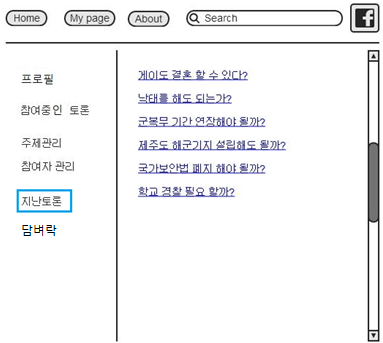 Home
My page
About
Search
프로필
참여중인 토론
주제관리
참여자 관리
지난토론
담벼락
게이도 결혼 할 수 있다?
낙태를 해도 되는가?
군복무 기간 연장해야 될까?
제주도 해군기지 설립해도 될까?
국가보안법 폐지 해야 될까?
학교 경찰 필요 할까?